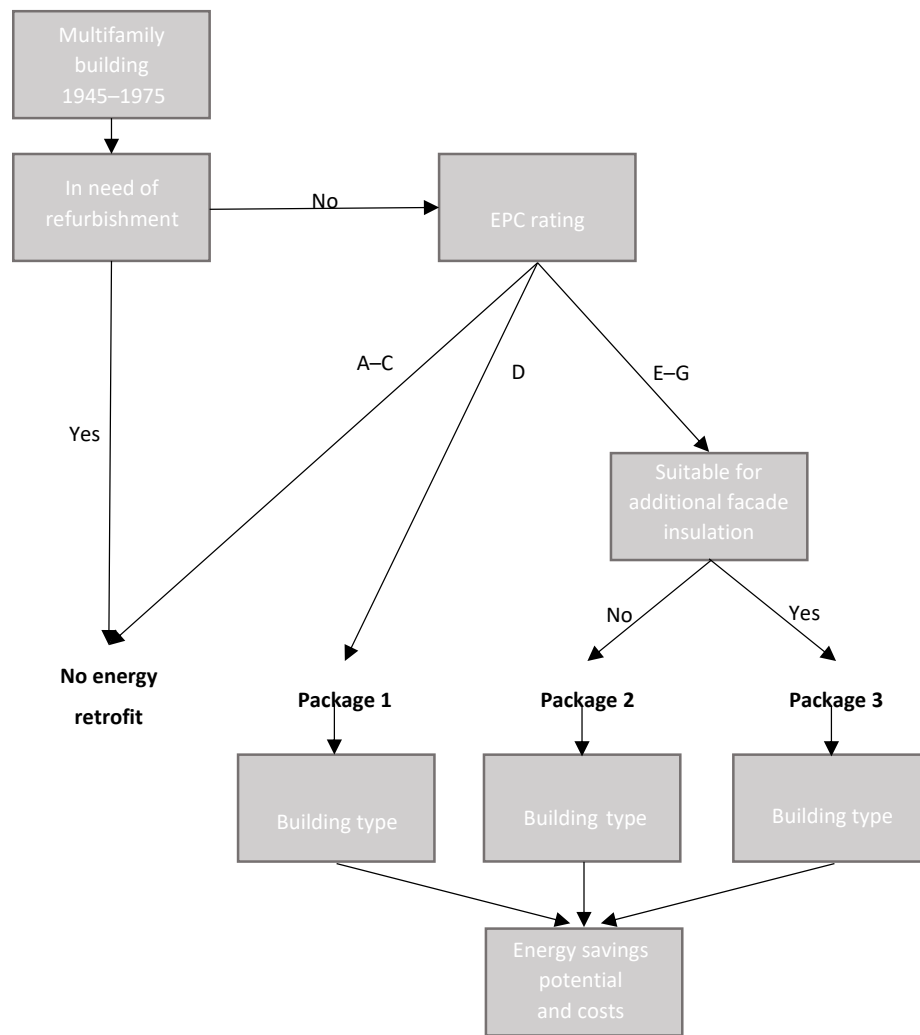 Multifamily
building
1945–1975
In need of
refurbishment
No
EPC rating
A–C
D
E–G
Yes
Suitable for
additional facade
insulation
No
Yes
No energy
retrofit
Package 1
Package 2
Package 3
Building type
Building type
Building type
Energy savings
potential
and costs